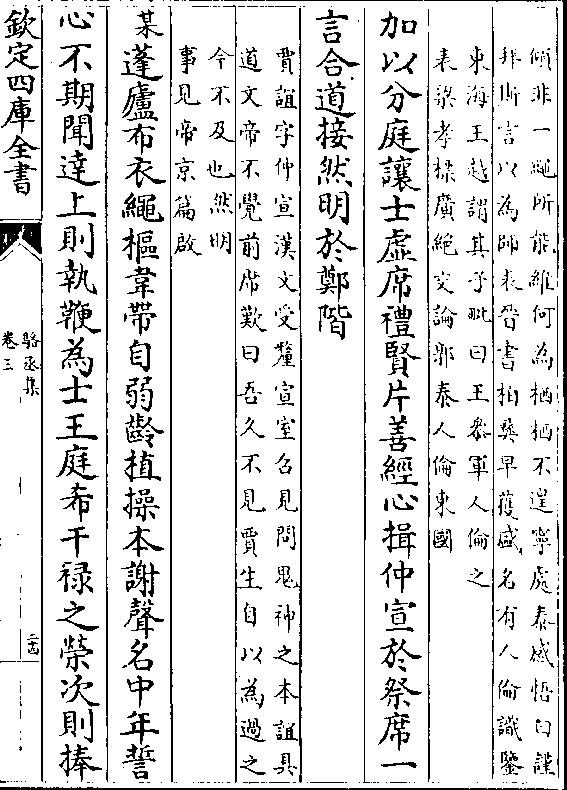 傾非一繩所能維何為栖栖不遑寧處泰感悟曰謹
拜斯言以為師表晉書桓彝早獲盛名有人倫識鑒
東海王越謂其子毗曰王參軍人倫之
表梁孝標廣絶交論郭泰人倫東國
加以分庭讓士虛席禮賢片善經心揖仲宣於祭席一
言合道接然明於鄭階
賈誼字仲宣漢文受釐宣室召見問鬼神之本誼具
道文帝不覺前席歎曰吾久不見賈生自以為過之
今不及也然明
事見帝京篇啟
某蓬廬布衣繩樞韋帶自弱齡植操本謝聲名中年誓
心不期聞達上則執鞭為士王庭希干禄之榮次則捧
欽定四庫全書
駱丞集
卷三
二十四